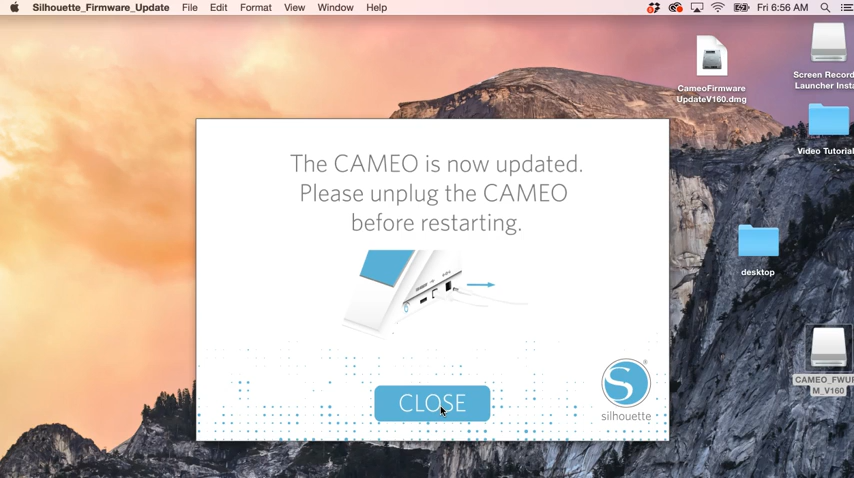 Silhouette_Firmware_Update File Edit Format View Window Help
Fri 6:56 AM
CameoFirmware
UpdateV160.dmg
Screen Record
Launcher Insta
Video Tutorial
The CAMEO is now updated.
Please unplug the CAMEO
before restarting.
desktop
CAMEO_FWUP
M_V160
CLOSE
S
silhouette